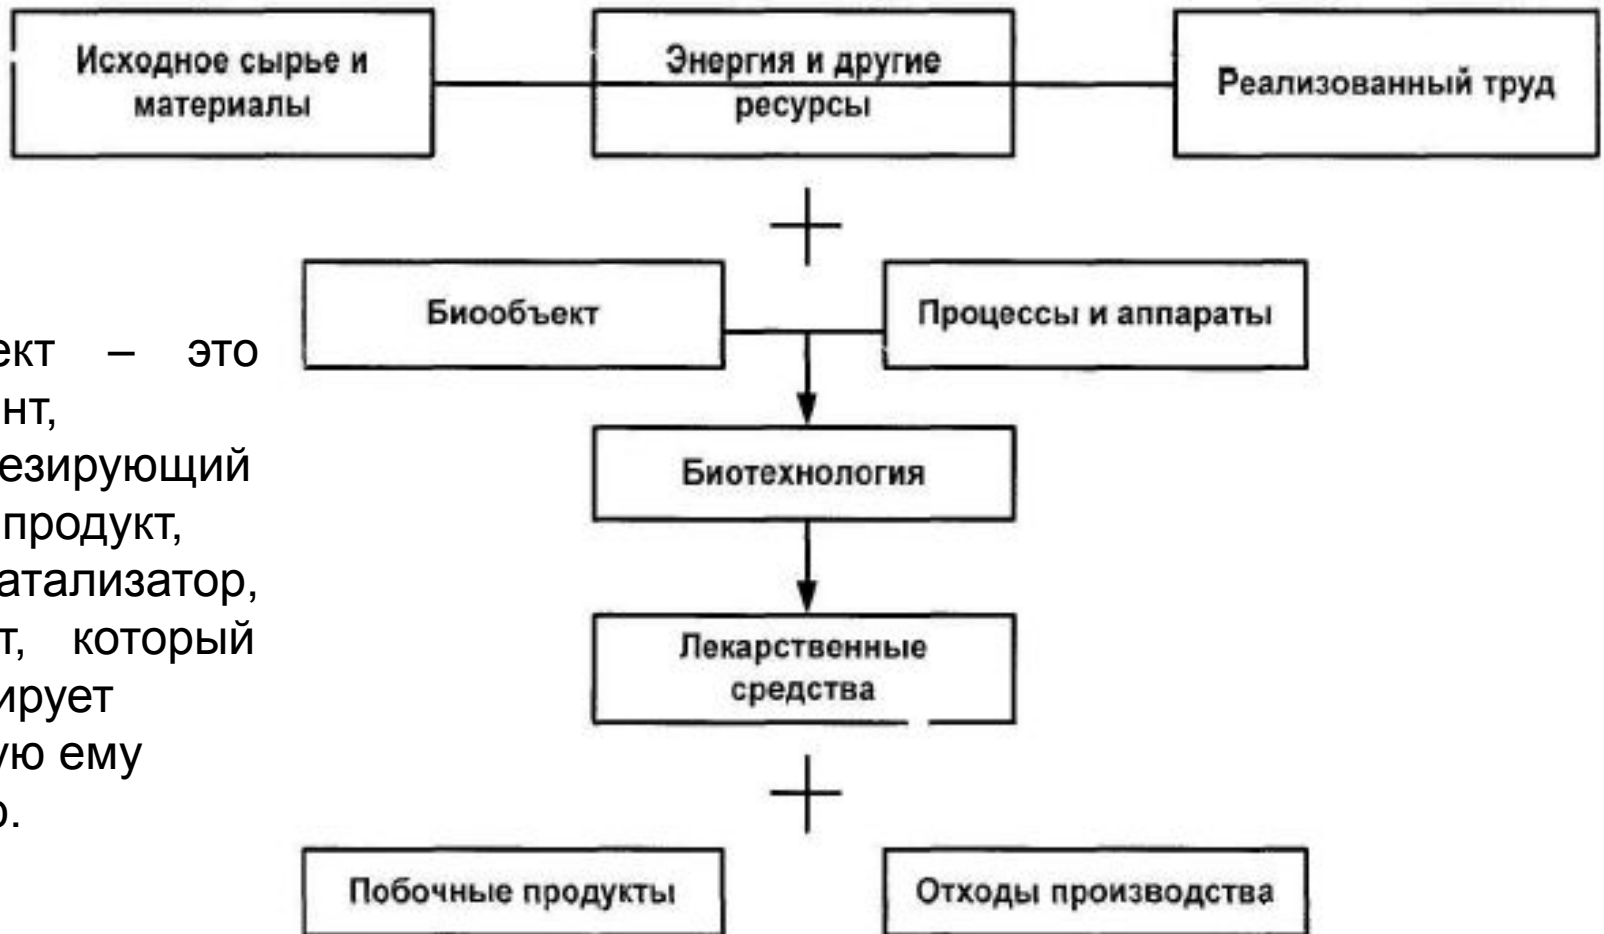 Исходное сырье и
материалы
Энергия и другие
ресурсы
Реализованный труд
Биообъект
Процессы и аппараты
ект – это
нт,
езирующий
продукт,
атализатор,
т, который
ирует
ую ему
о.
Биотехнология
Лекарственные
средства
Побочные продукты
Отходы производства